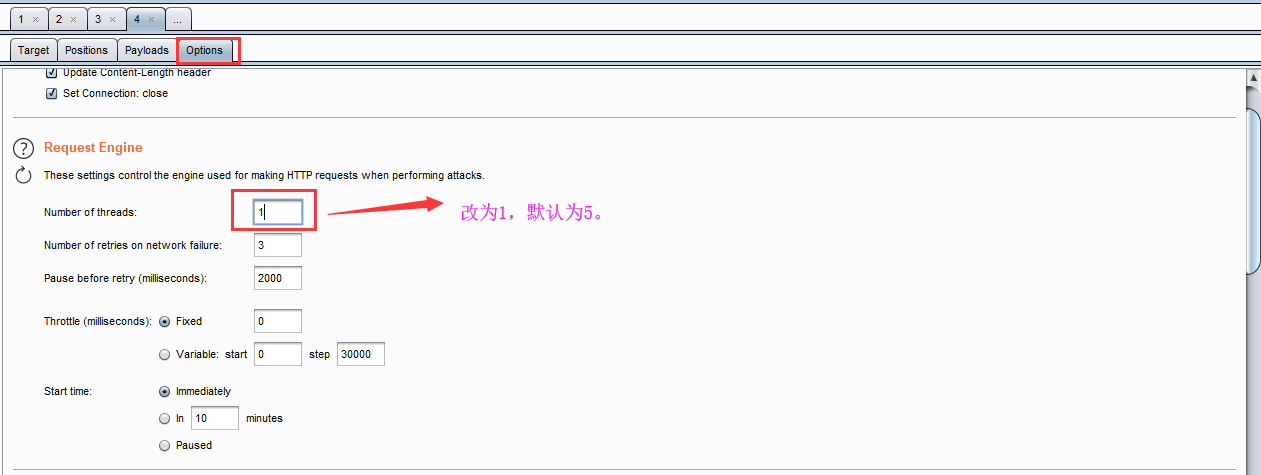 1 × 2 × 3 × 4 × ...
Target Positions Payloads Options
Update Content-Length header
Set Connection: close
? Request Engine
These settings control the engine used for making HTTP requests when performing attacks.
Number of threads: 1
改为1，默认为5。
Number of retries on network failure: 3
Pause before retry (milliseconds): 2000
Throttle (milliseconds): Fixed 0
Variable: start 0 step 30000
Start time: Immediately
In 10 minutes
Paused